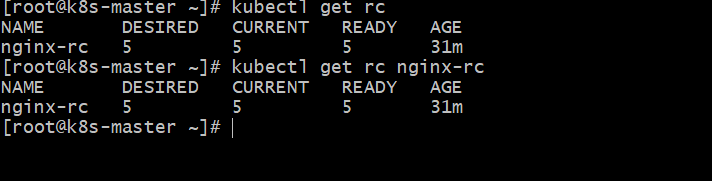 [root@k8s-master ~]# kubectl get rc
NAME       DESIRED   CURRENT   READY   AGE
nginx-rc   5         5         5       31m
[root@k8s-master ~]# kubectl get rc nginx-rc
NAME       DESIRED   CURRENT   READY   AGE
nginx-rc   5         5         5       31m
[root@k8s-master ~]#